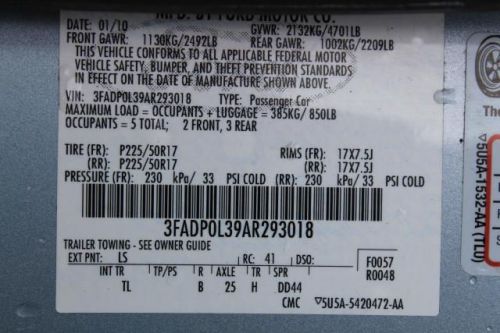 MFD. BY FORD MOTOR CO.
DATE: 01/10 GVWR: 2132KG/4701LB
FRONT GAWR: 1130KG/2492LB REAR GAWR: 1002KG/2209LB
THIS VEHICLE CONFORMS TO ALL APPLICABLE FEDERAL MOTOR
VEHICLE SAFETY, BUMPER, AND THEFT PREVENTION STANDARDS
IN EFFECT ON THE DATE OF MANUFACTURE SHOWN ABOVE.
VIN: 3FADP0L39AR293018 TYPE: Passenger Car
MAXIMUM LOAD = OCCUPANTS + LUGGAGE = 385KG/850LB
OCCUPANTS = 5 TOTAL; 2 FRONT, 3 REAR
TIRE (FR): P225/50R17 RIMS (FR): 17X7.5J
(RR): P225/50R17 (RR): 17X7.5J
PRESSURE (FR): 230 kPa/ 33 PSI COLD (RR): 230 kPa/ 33 PSI COLD
3FADP0L39AR293018
TRAILER TOWING - SEE OWNER GUIDE
EXT PNT: LS RC: 41 DSO: F0057
R0048
INT TR TP/PS R AXLE TR SPR
TL B 25 H DD44
CMC ▽5U5A-5420472-AA
The
▽5U5A-1532-AA (TLU)